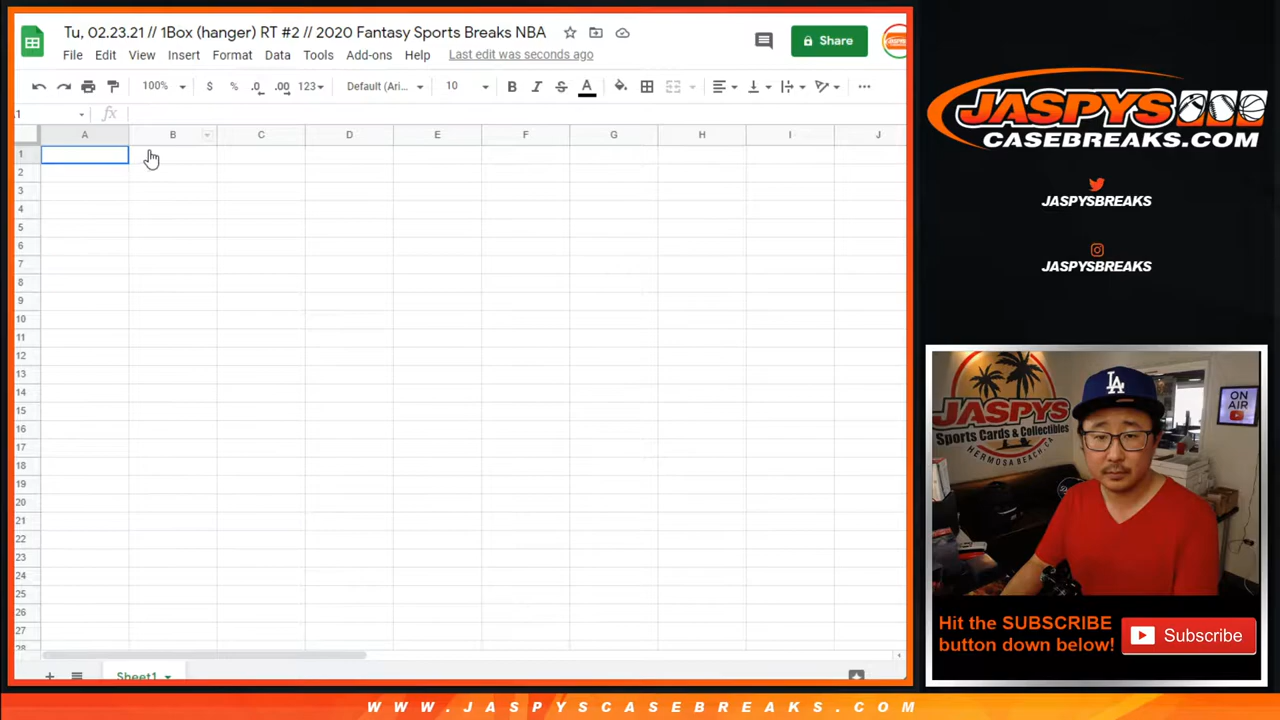 Tu, 02.23.21 // 1Box (hanger) RT #2 // 2020 Fantasy Sports Breaks NBA
Share
File Edit View Insert Format Data Tools Add-ons Help Last edit was seconds ago
100% $ % .0 .00 123 Default (Ari... 10 B I S A
fx
A B C D E F G H I J
1
2
3
4
5
6
7
8
9
10
11
12
13
14
15
16
17
18
19
20
21
22
23
24
25
26
27
28
Sheet1
JASPYS
CASEBREAKS.COM
JASPYSBREAKS
JASPYSBREAKS
JASPYS
Sports Cards & Collectibles
HERMOSA BEACH, CA
LA
ON
AIR
Hit the SUBSCRIBE
button down below!
Subscribe
WWW.JASPYSCASEBREAKS.COM